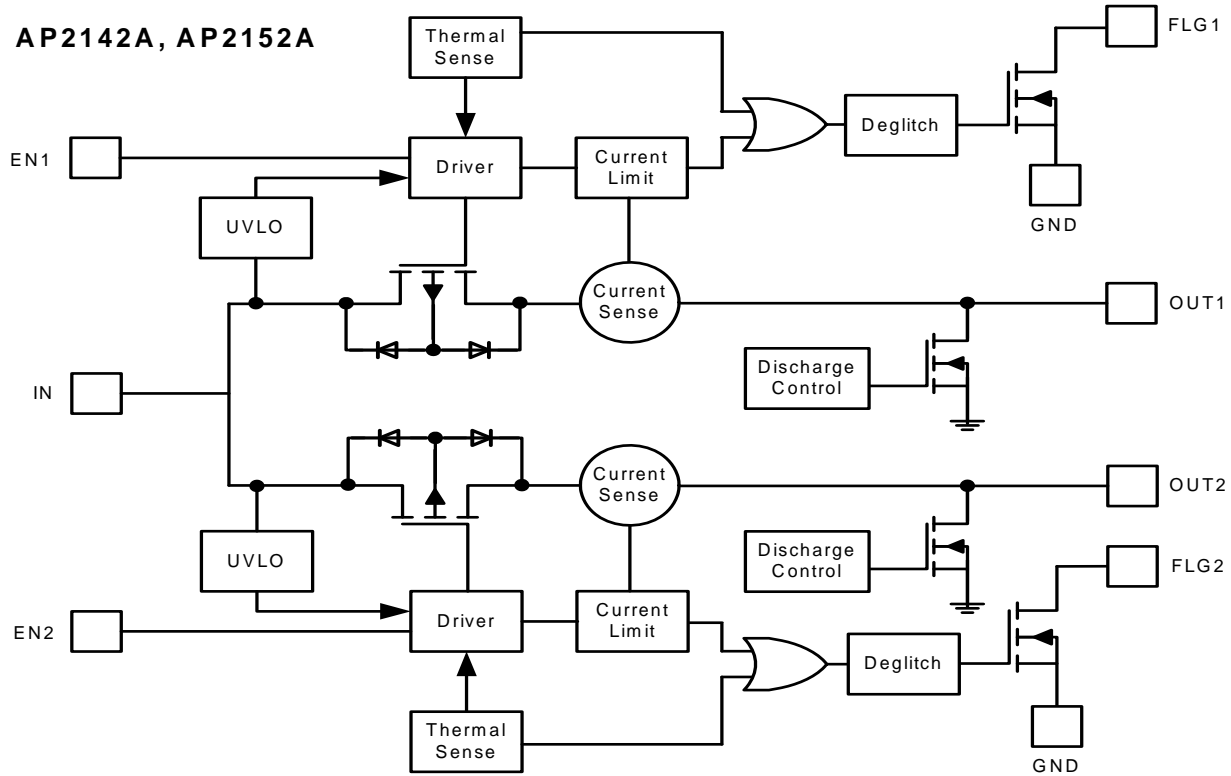 AP2142A, AP2152A
Thermal
Sense
FLG1
Deglitch
EN1
Driver
Current
Limit
UVLO
GND
Current
Sense
OUT1
Discharge
Control
IN
Current
Sense
OUT2
UVLO
Discharge
Control
FLG2
EN2
Driver
Current
Limit
Deglitch
Thermal
Sense
GND